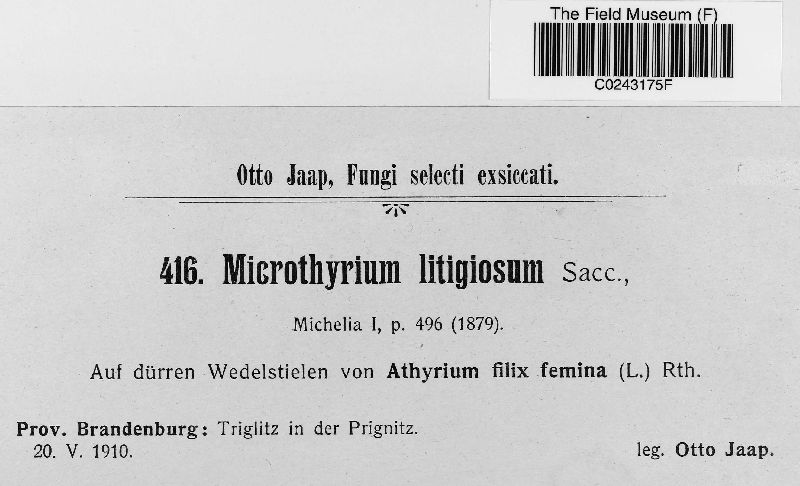 The Field Museum (F)
C0243175F
Otto Jaap, Fungi selecti exsiccati.
416. Microthyrium litigiosum Sacc.,
Michelia I, p. 496 (1879).
Auf dürren Wedelstielen von Athyrium filix femina (L.) Rth.
Prov. Brandenburg: Triglitz in der Prignitz.
20. V. 1910.
leg. Otto Jaap.